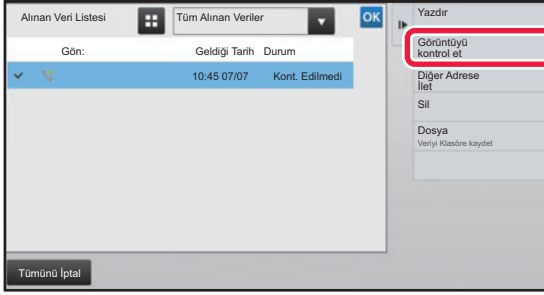 Alınan Veri Listesi
Tüm Alınan Veriler
OK
Gön:
Geldiği Tarih
Durum
10:45 07/07
Kont. Edilmedi
Tümünü İptal
Yazdır
Görüntüyü
kontrol et
Diğer Adrese
İlet
Sil
Dosya
Veriyi Klasöre kaydet